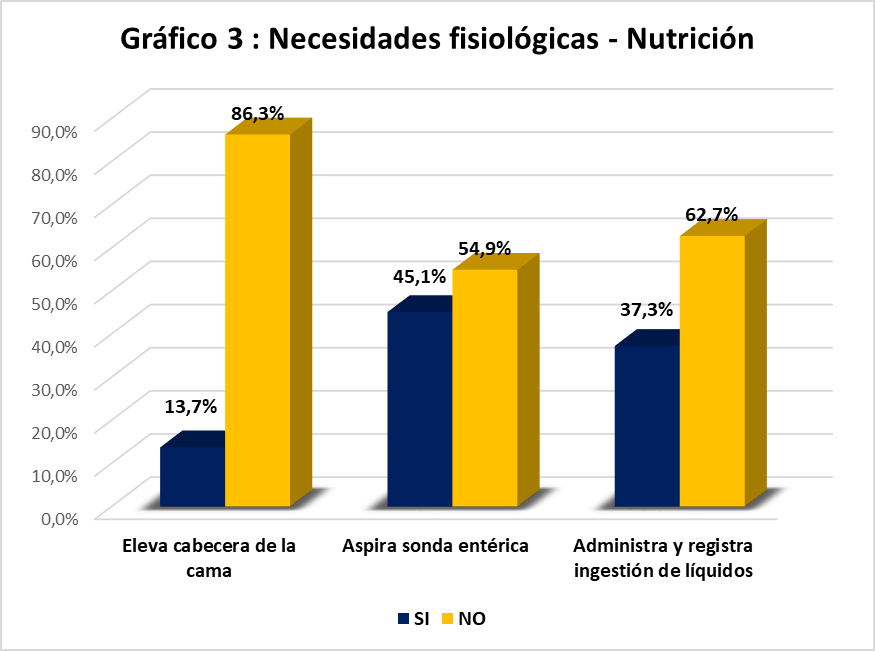 Gráfico 3 : Necesidades fisiológicas - Nutrición
86,3%
62,7%
54,9%
45,1%
37,3%
13,7%
90,0%
80,0%
70,0%
60,0%
50,0%
40,0%
30,0%
20,0%
10,0%
0,0%
Eleva cabecera de la
cama
Aspira sonda entérica
Administra y registra
ingestión de líquidos
SI NO